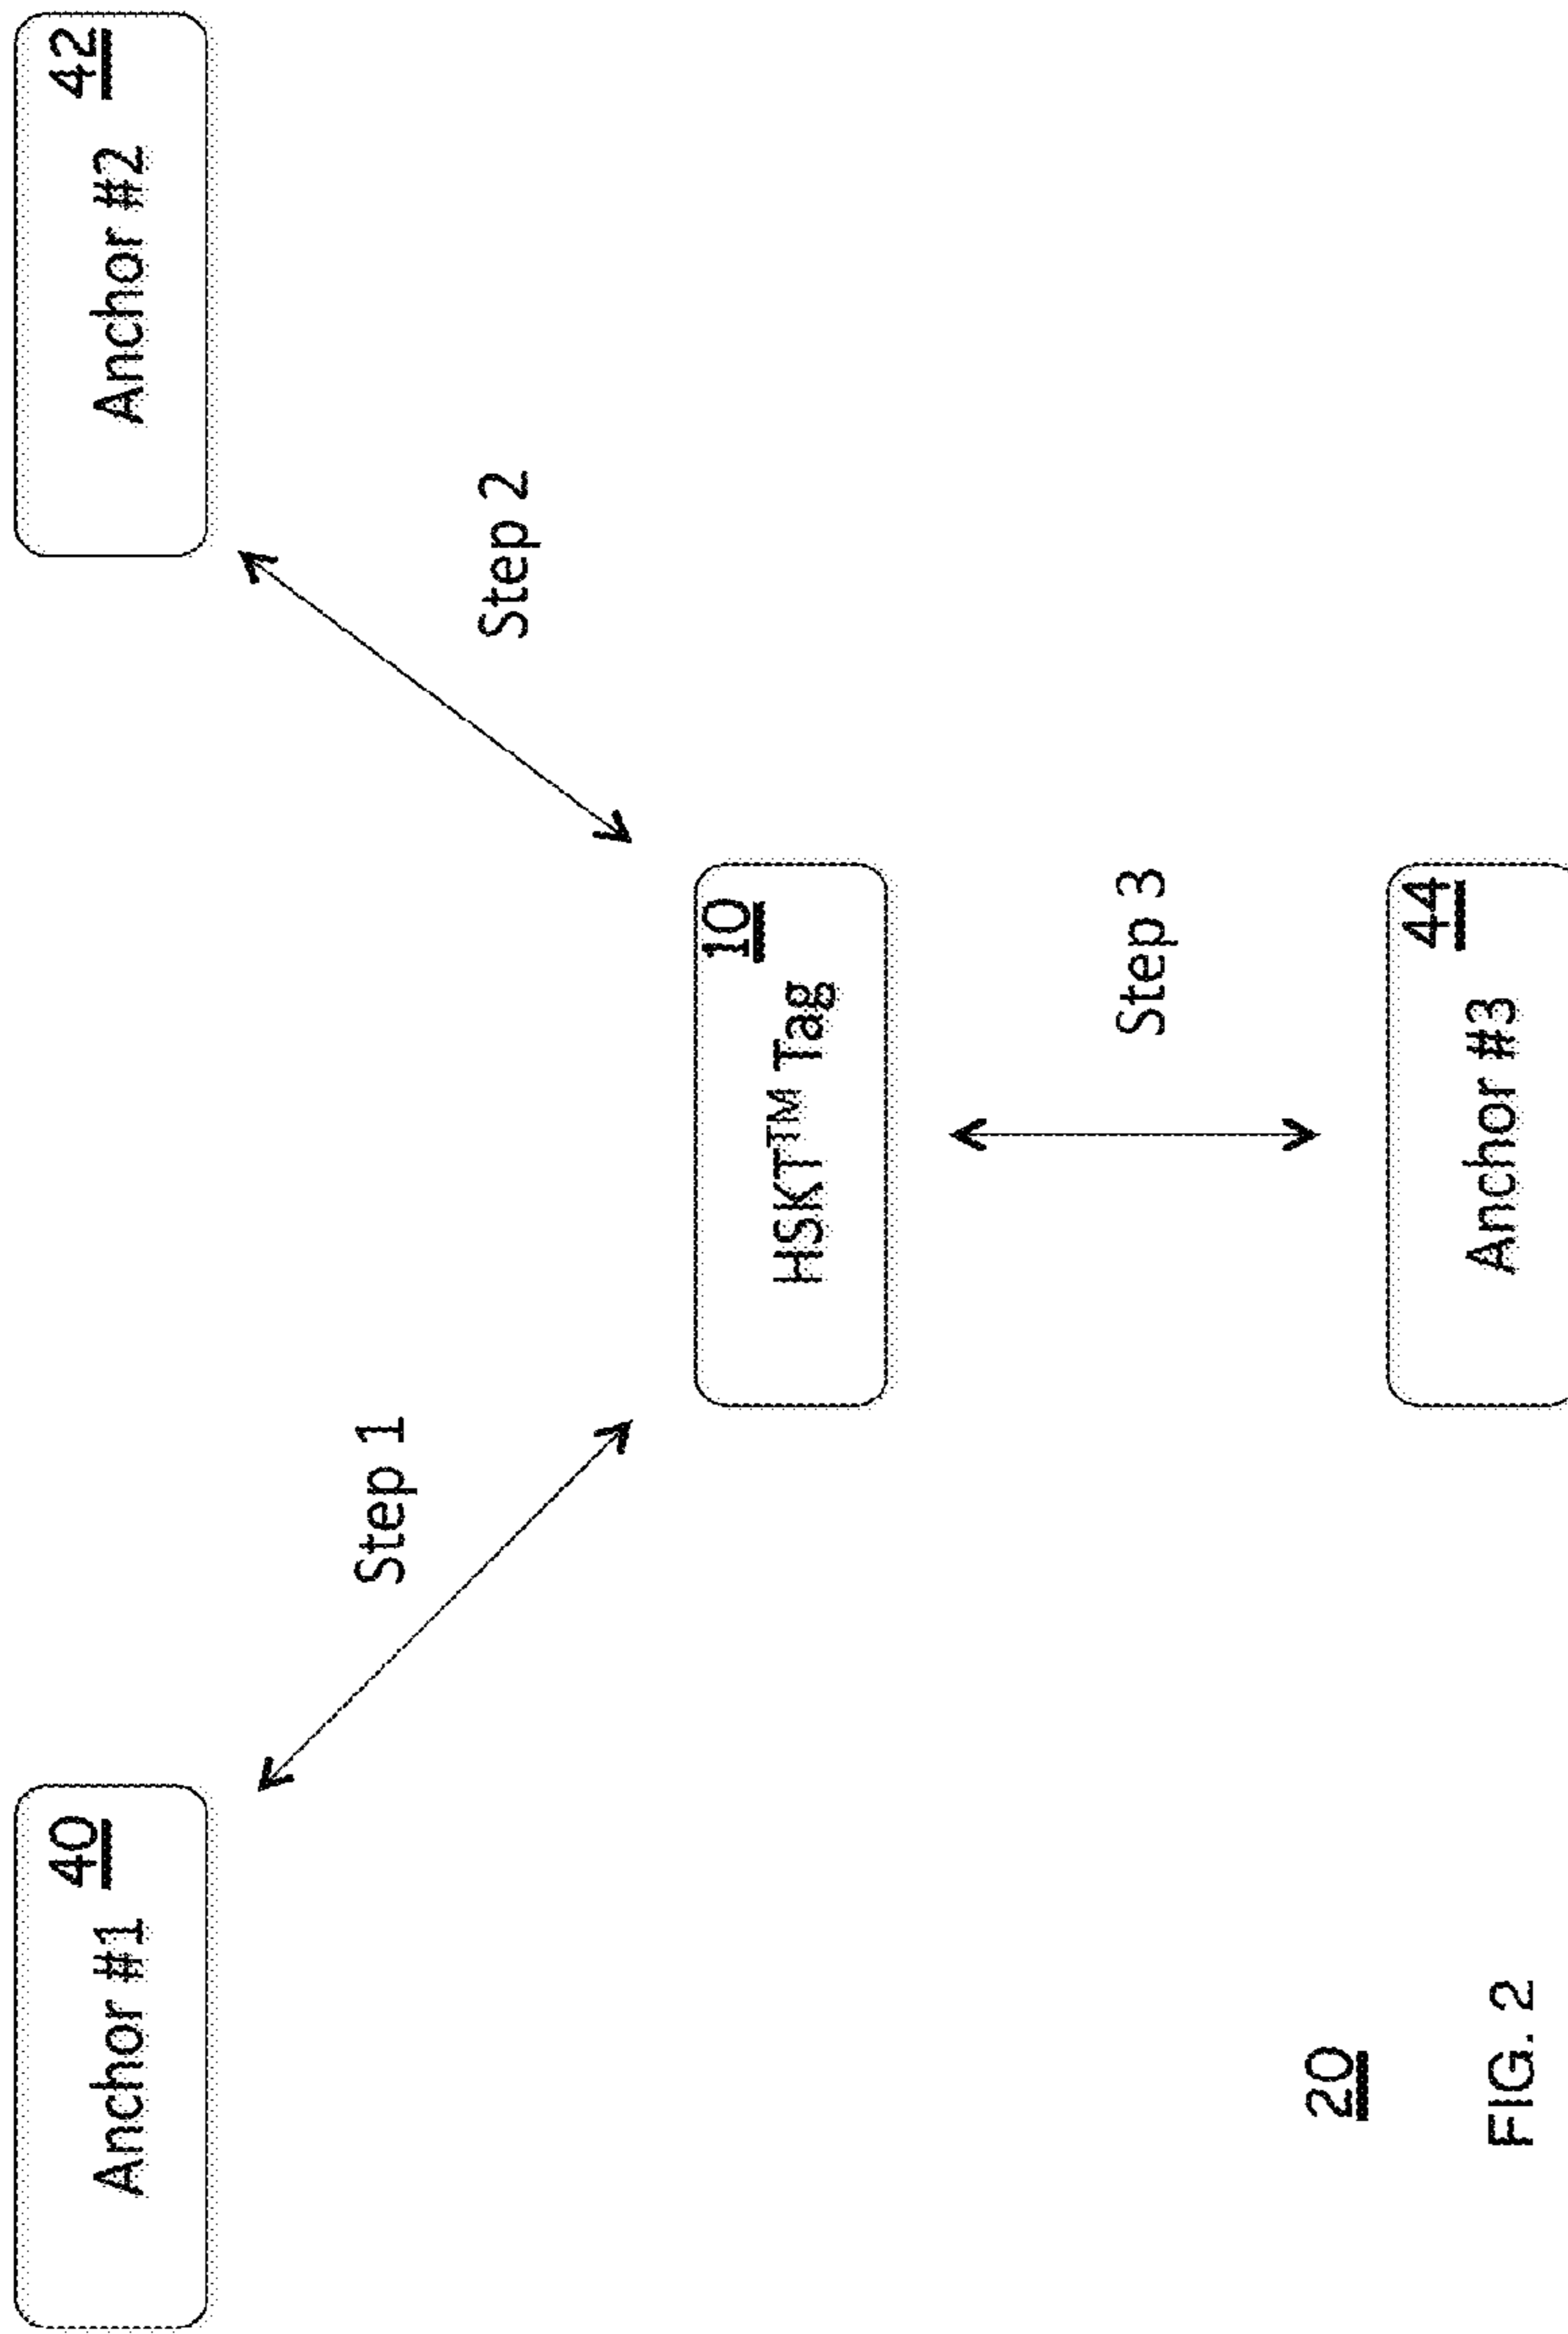 40
Anchor #1
42
Anchor #2
Step 1
Step 2
10
HSKT™ Tag
Step 3
44
Anchor #3
20
FIG. 2